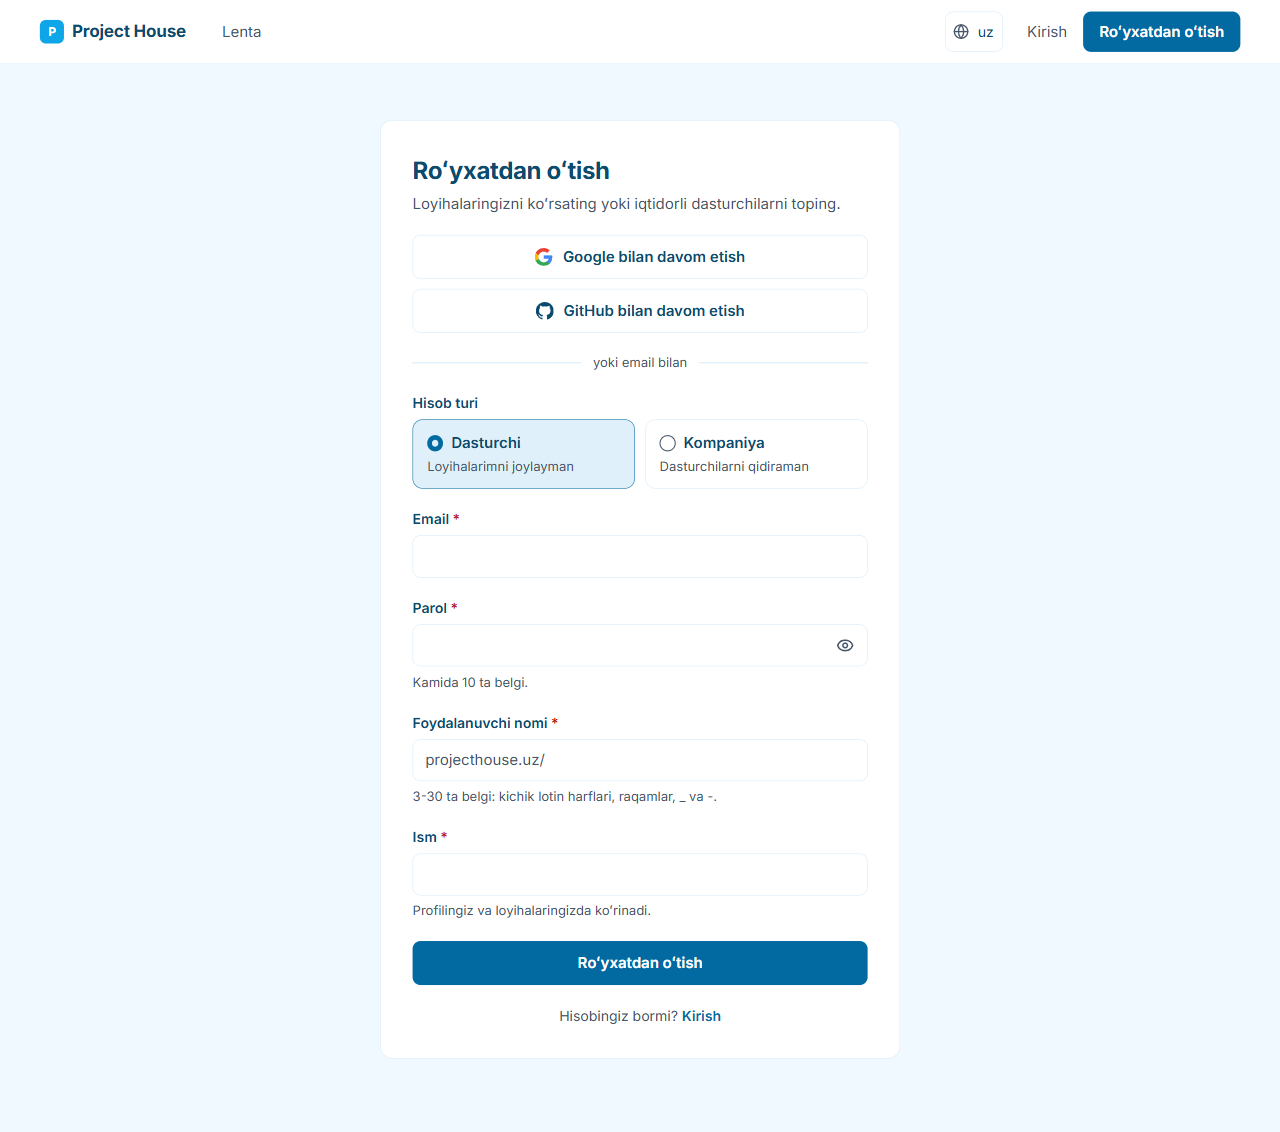 P Project House
Lenta
uz
Kirish
Roʻyxatdan oʻtish
Roʻyxatdan oʻtish
Loyihalaringizni koʻrsating yoki iqtidorli dasturchilarni toping.
Google bilan davom etish
GitHub bilan davom etish
yoki email bilan
Hisob turi
Dasturchi
Loyihalarimni joylayman
Kompaniya
Dasturchilarni qidiraman
Email *
Parol *
Kamida 10 ta belgi.
Foydalanuvchi nomi *
projecthouse.uz/
3-30 ta belgi: kichik lotin harflari, raqamlar, _ va -.
Ism *
Profilingiz va loyihalaringizda koʻrinadi.
Roʻyxatdan oʻtish
Hisobingiz bormi? Kirish